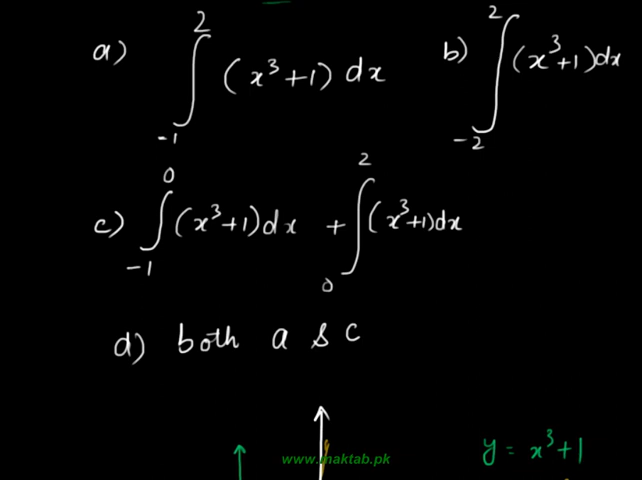 a) ∫₋₁² (x³+1) dx b) ∫₋₂² (x³+1)dx
c) ∫₋₁⁰ (x³+1)dx + ∫₀² (x³+1)dx
d) both a & c
y = x³+1
www.maktab.pk